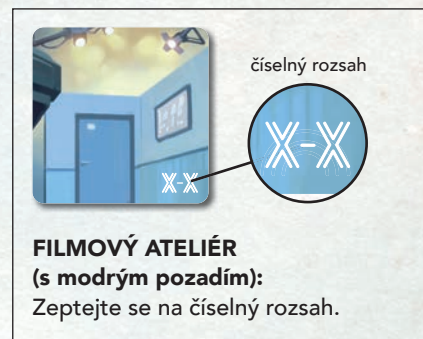 číselný rozsah
X-X
X-X
FILMOVÝ ATELIÉR
(s modrým pozadím):
Zeptejte se na číselný rozsah.